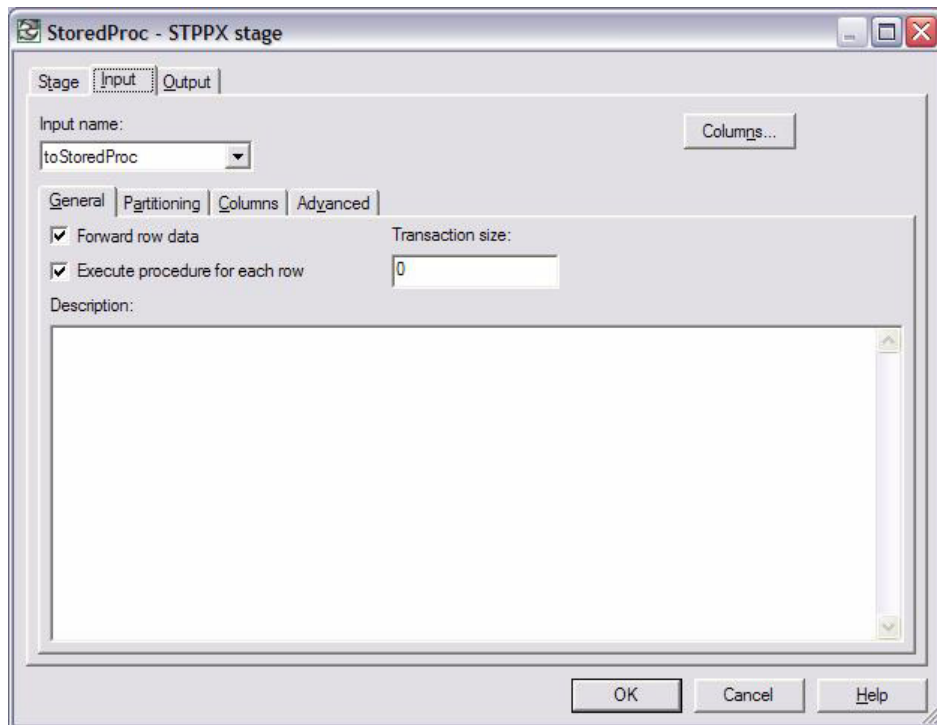 StoredProc - STPPX stage
Stage Input Output
Input name:
Columns...
toStoredProc
General Partitioning Columns Advanced
Forward row data Transaction size:
Execute procedure for each row 0
Description:
OK Cancel Help